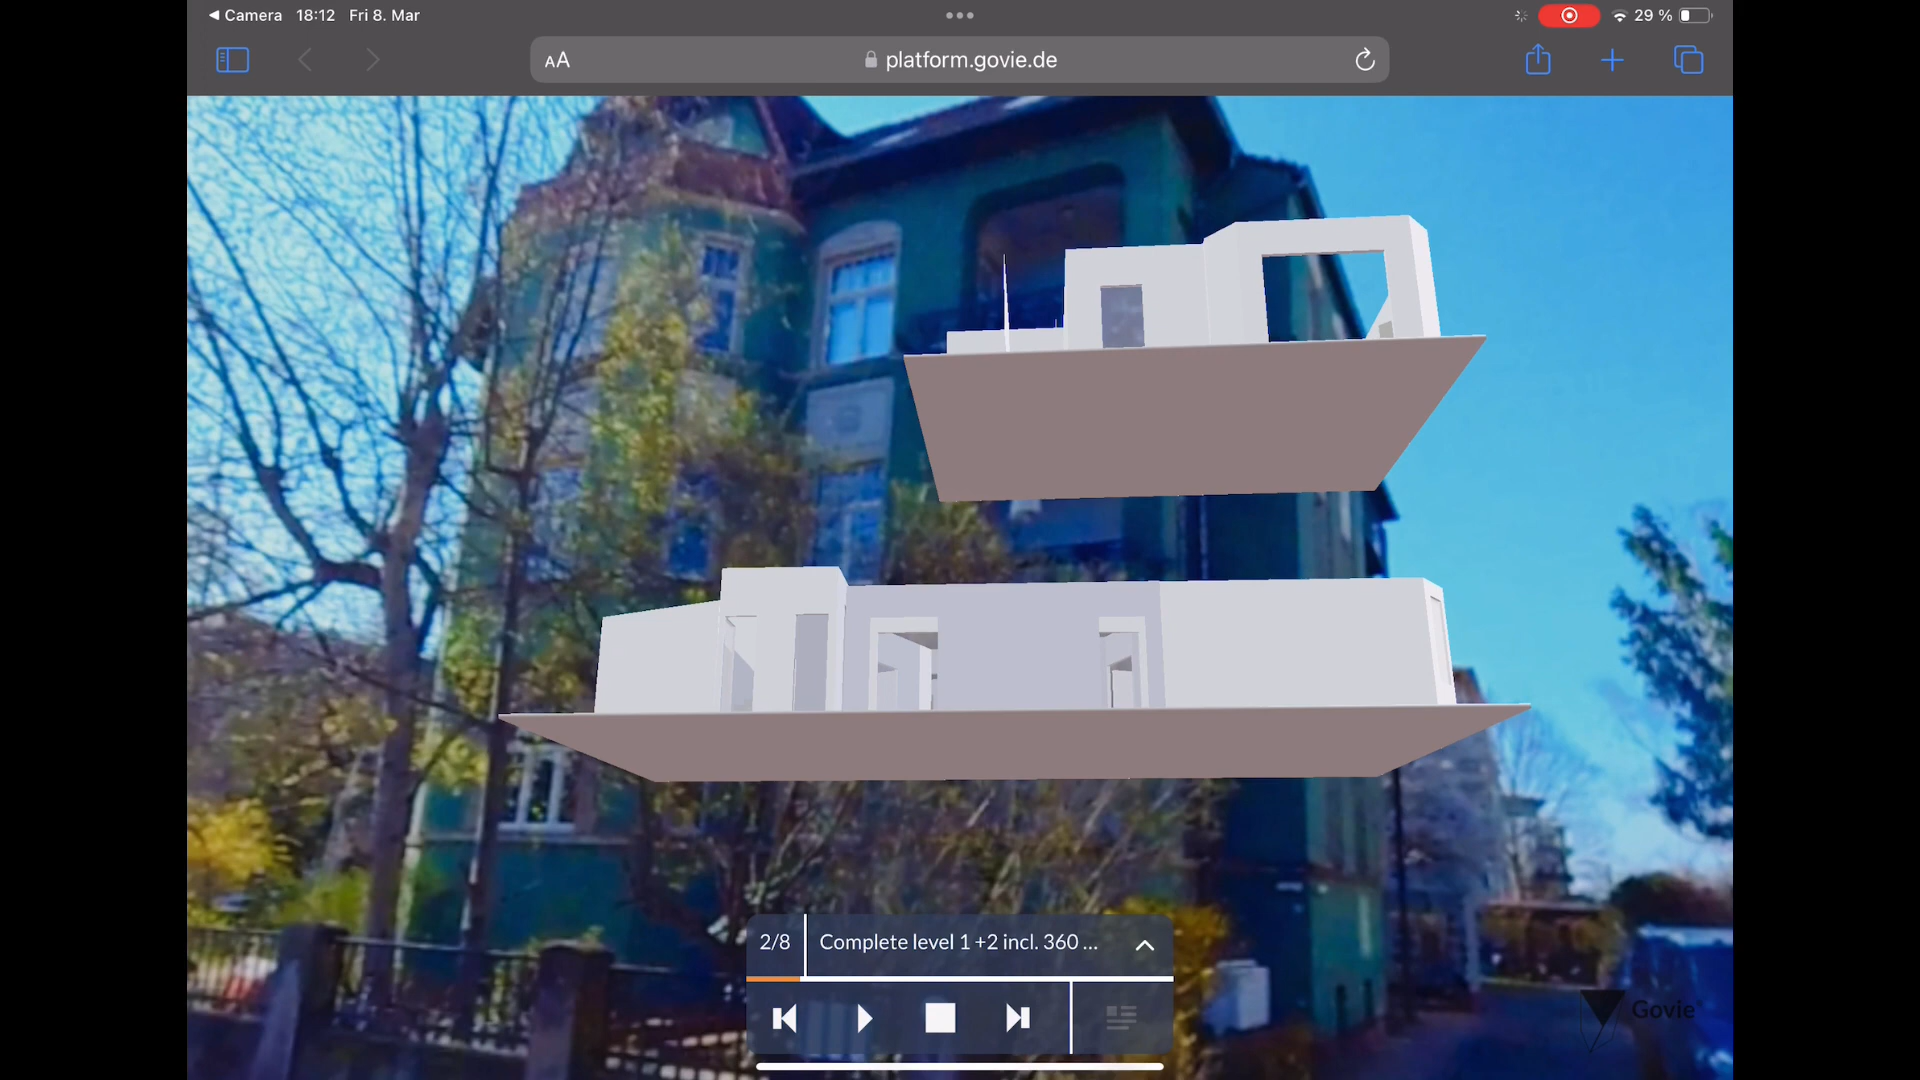 Camera 18:12 Fri 8. Mar 29 %
AA platform.govie.de
2/8 Complete level 1 +2 incl. 360 ...
Govie